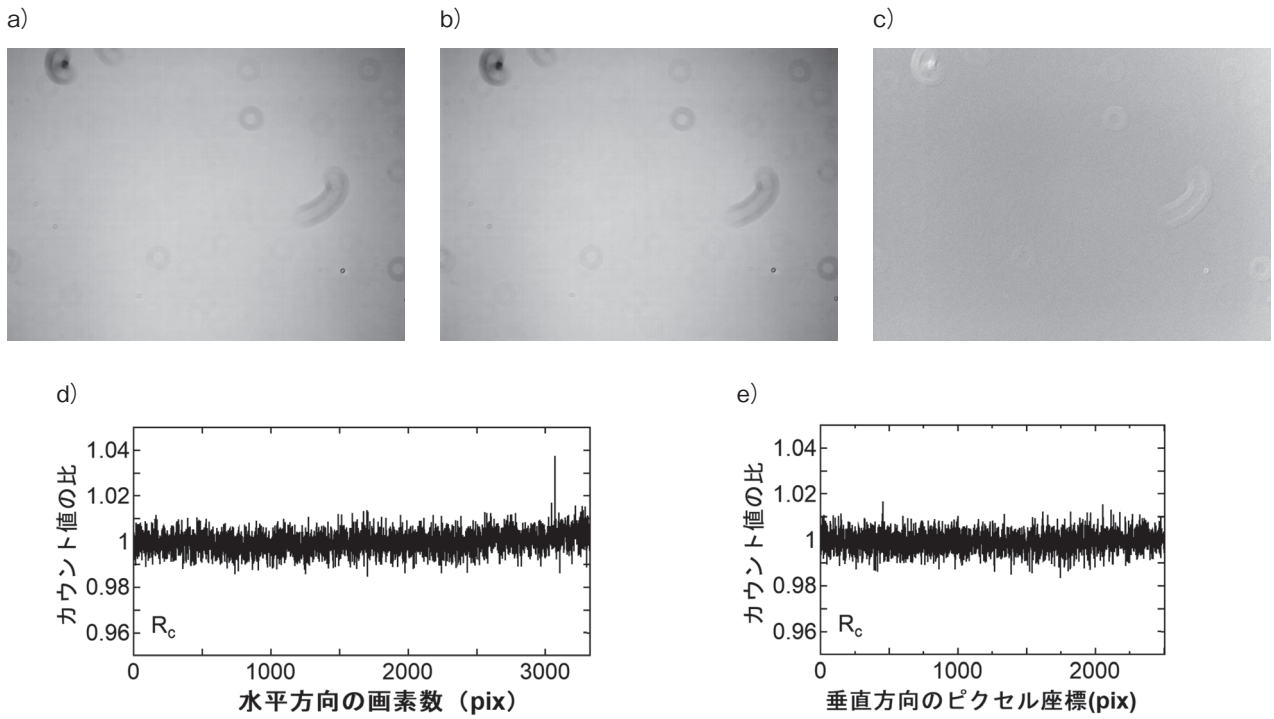 a)
b)
c)
d)
e)
カウント値の比
1.04
1.02
1
0.98
0.96
R_c
0
1000
2000
3000
水平方向の画素数（pix）
カウント値の比
1.04
1.02
1
0.98
0.96
R_c
0
1000
2000
垂直方向のピクセル座標(pix)